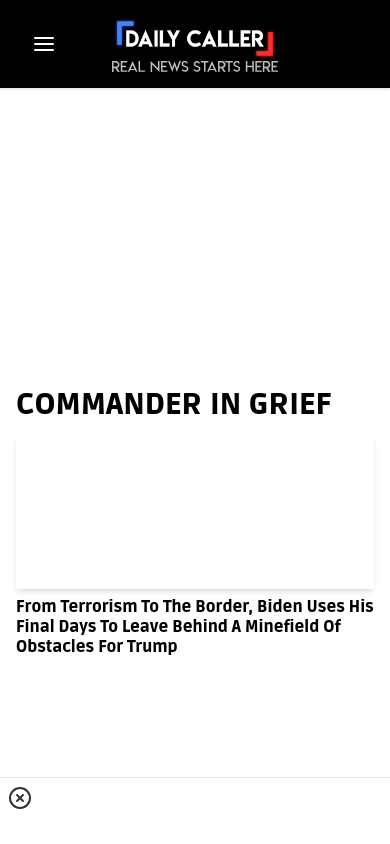 DAILY CALLER
REAL NEWS STARTS HERE
COMMANDER IN GRIEF
From Terrorism To The Border, Biden Uses His
Final Days To Leave Behind A Minefield Of
Obstacles For Trump